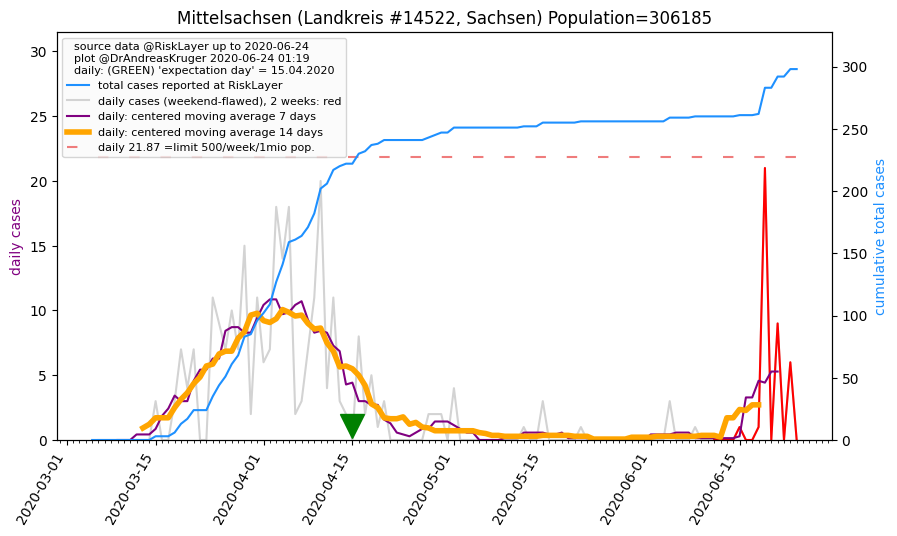 Mittelsachsen (Landkreis #14522, Sachsen) Population=306185
source data @RiskLayer up to 2020-06-24
plot @DrAndreasKruger 2020-06-24 01:19
daily: (GREEN) 'expectation day' = 15.04.2020
total cases reported at RiskLayer
daily cases (weekend-flawed), 2 weeks: red
daily: centered moving average 7 days
daily: centered moving average 14 days
daily 21.87 =limit 500/week/1mio pop.
daily cases
30
25
20
15
10
5
0
cumulative total cases
300
250
200
150
100
50
0
2020-03-01
2020-03-15
2020-04-01
2020-04-15
2020-05-01
2020-05-15
2020-06-01
2020-06-15